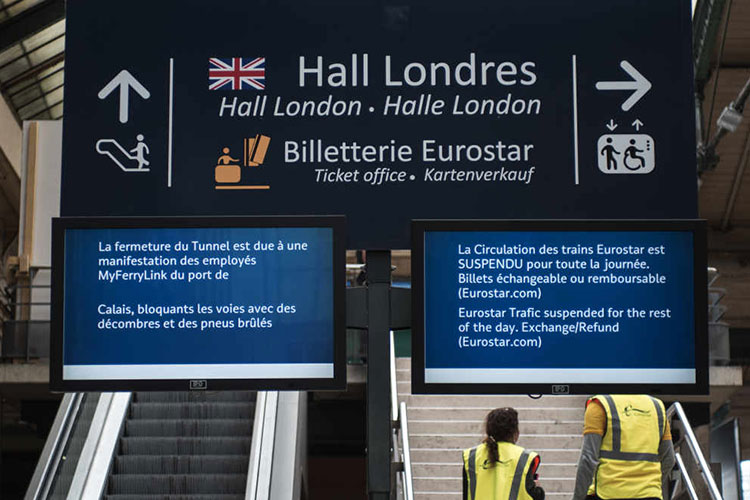 Hall Londres
Hall London • Halle London
Billetterie Eurostar
Ticket office • Kartenverkauf
La fermeture du Tunnel est due à une
manifestation des employés
MyFerryLink du port de
Calais, bloquants les voies avec des
décombres et des pneus brûlés
La Circulation des trains Eurostar est
SUSPENDU pour toute la journée.
Billets échangeable ou remboursable
(Eurostar.com)
Eurostar Trafic suspended for the rest
of the day. Exchange/Refund
(Eurostar.com)